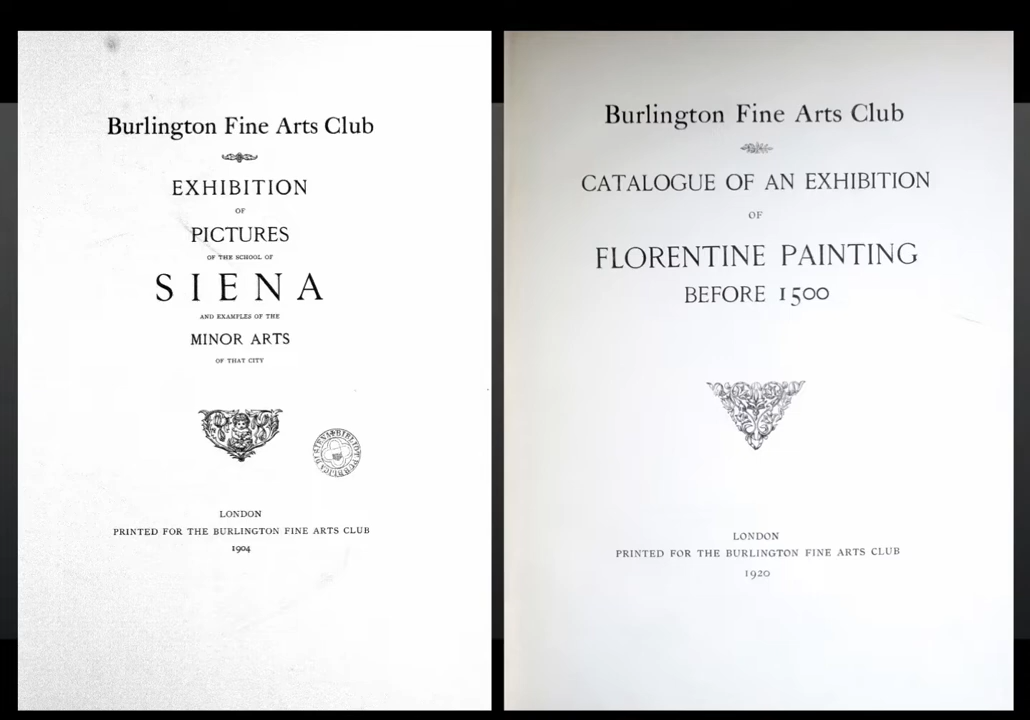 Burlington Fine Arts Club
EXHIBITION
OF
PICTURES
OF THE SCHOOL OF
SIENA
AND EXAMPLES OF THE
MINOR ARTS
OF THAT CITY
LONDON
PRINTED FOR THE BURLINGTON FINE ARTS CLUB
1904
Burlington Fine Arts Club
CATALOGUE OF AN EXHIBITION
OF
FLORENTINE PAINTING
BEFORE 1500
LONDON
PRINTED FOR THE BURLINGTON FINE ARTS CLUB
1920